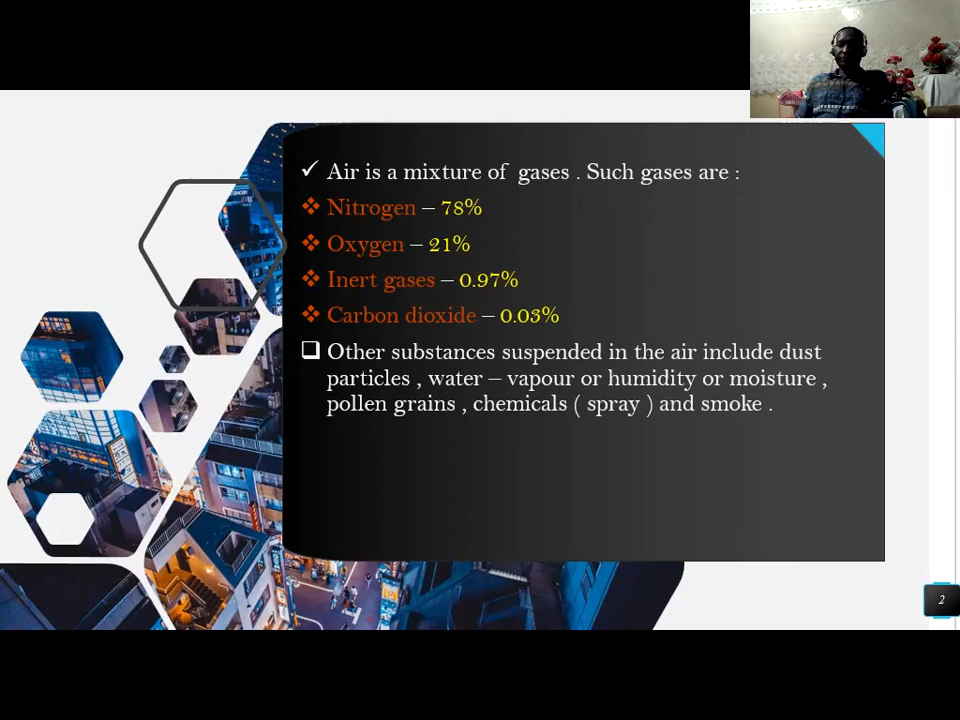 ✓ Air is a mixture of gases . Such gases are :
❖ Nitrogen – 78%
❖ Oxygen – 21%
❖ Inert gases – 0.97%
❖ Carbon dioxide – 0.03%
❑ Other substances suspended in the air include dust
particles , water – vapour or humidity or moisture ,
pollen grains , chemicals ( spray ) and smoke .
2